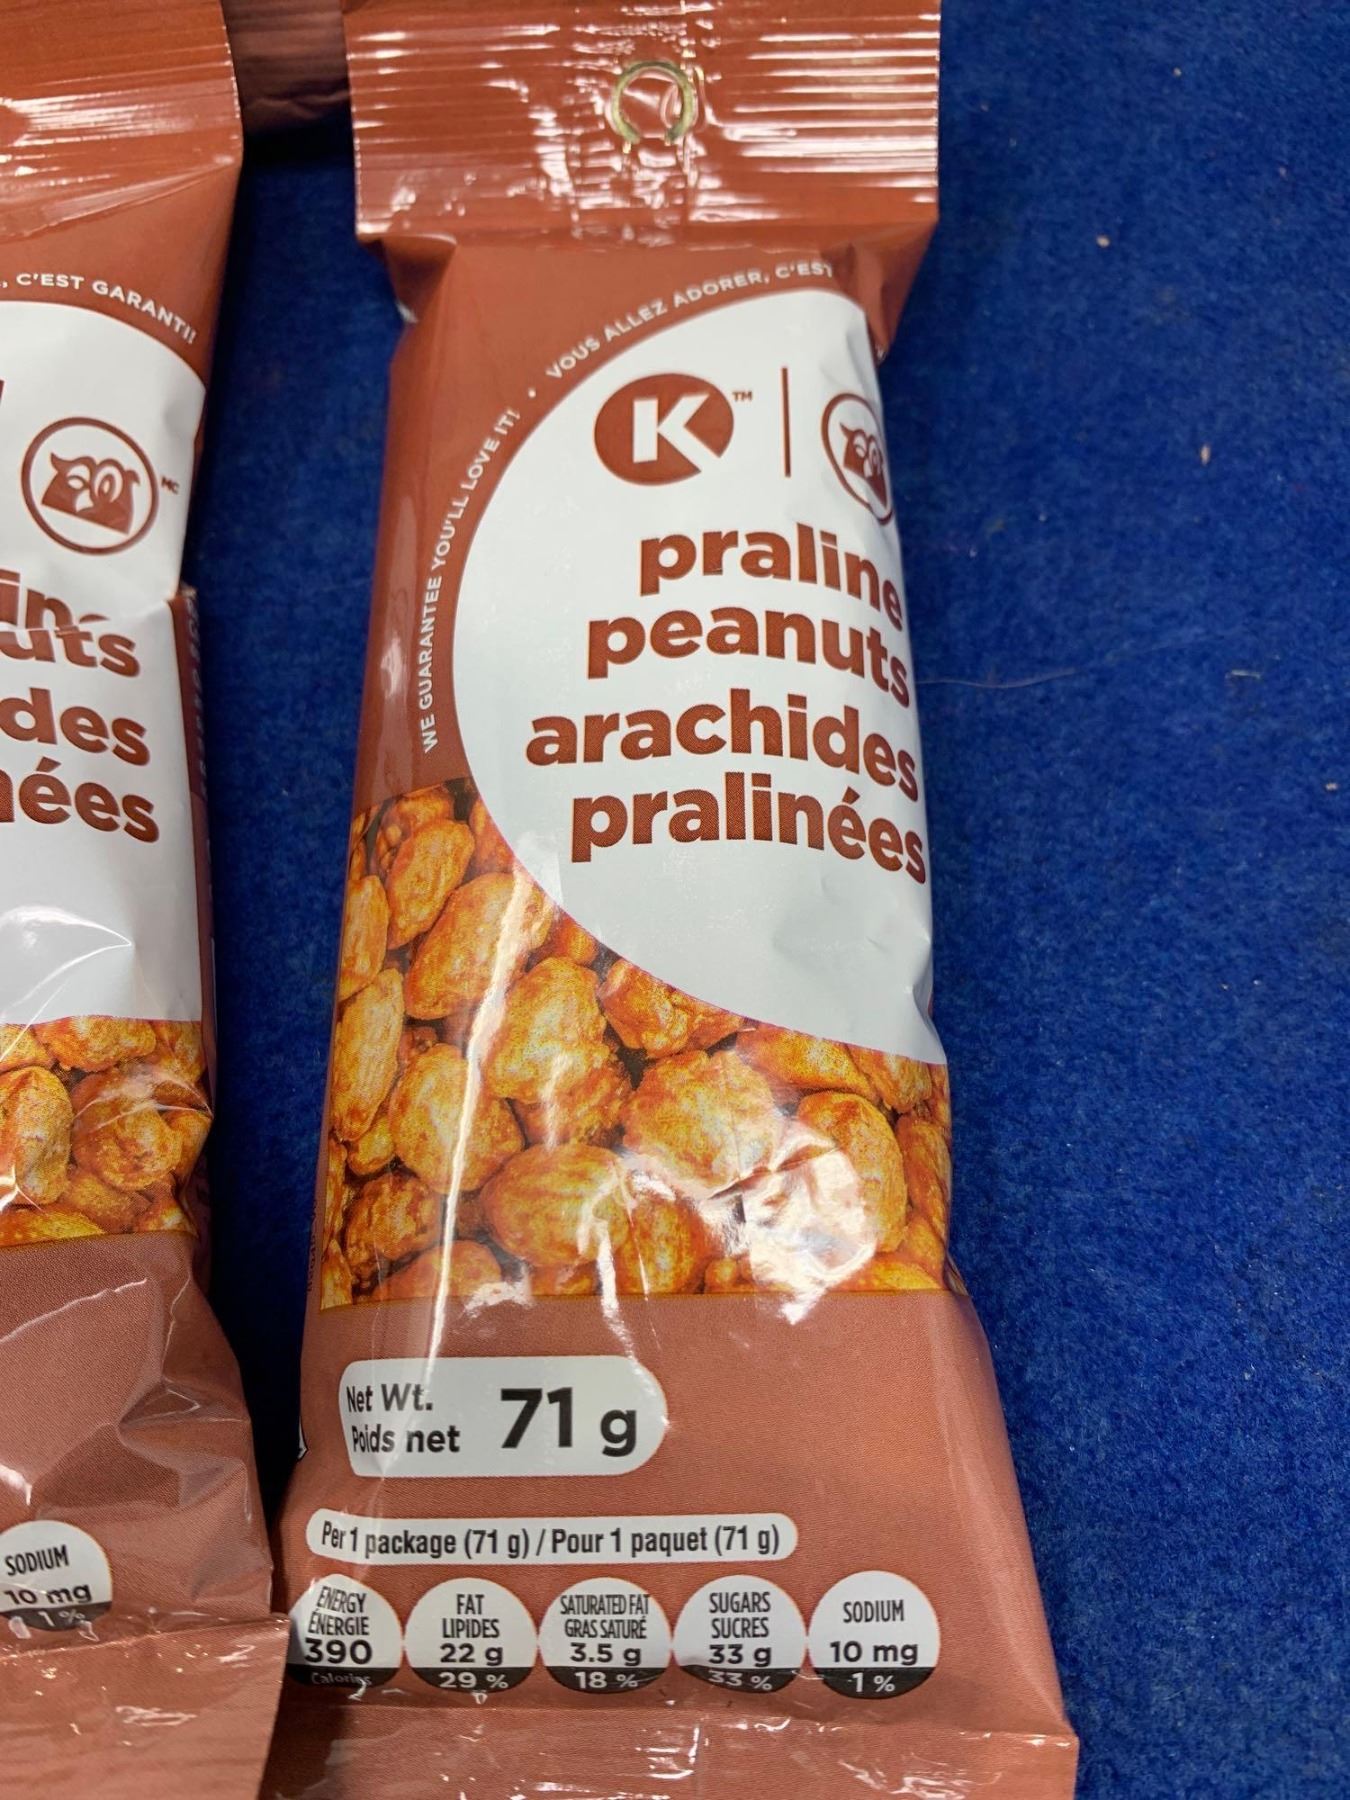 , C'EST GARANTI!
MC
uts
des
nées
SODIUM
10 mg
1 %
WE GUARANTEE YOU'LL LOVE IT! • VOUS ALLEZ ADORER, C'EST
K™
praline
peanuts
arachides
pralinées
Net Wt.
Poids net
71 g
Per 1 package (71 g) / Pour 1 paquet (71 g)
ENERGY
ÉNERGIE
390
Calories
FAT
LIPIDES
22 g
29 %
SATURATED FAT
GRAS SATURÉ
3.5 g
18 %
SUGARS
SUCRES
33 g
33 %
SODIUM
10 mg
1 %